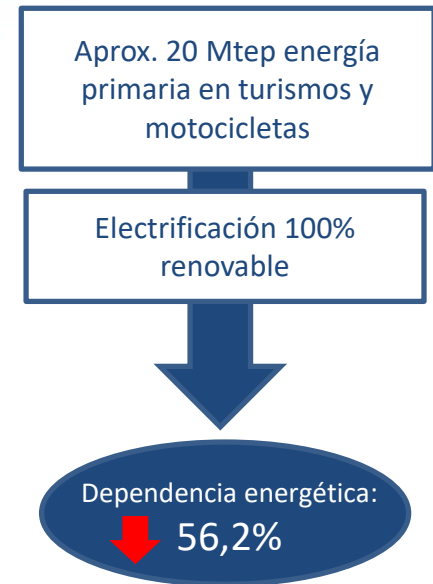 Aprox. 20 Mtep energía
primaria en turismos y
motocicletas
Electrificación 100%
renovable
Dependencia energética:
56,2%